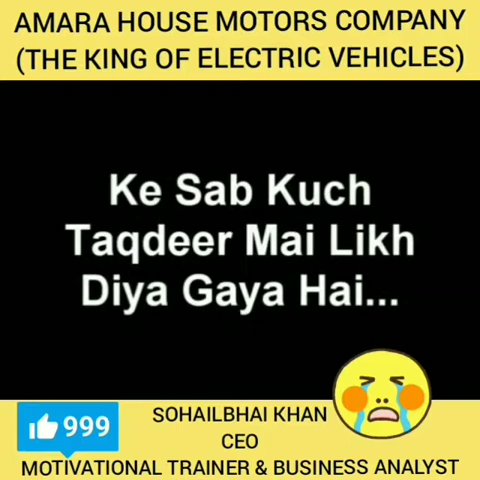 AMARA HOUSE MOTORS COMPANY
(THE KING OF ELECTRIC VEHICLES)
Ke Sab Kuch
Taqdeer Mai Likh
Diya Gaya Hai...
999
SOHAILBHAI KHAN
CEO
MOTIVATIONAL TRAINER & BUSINESS ANALYST